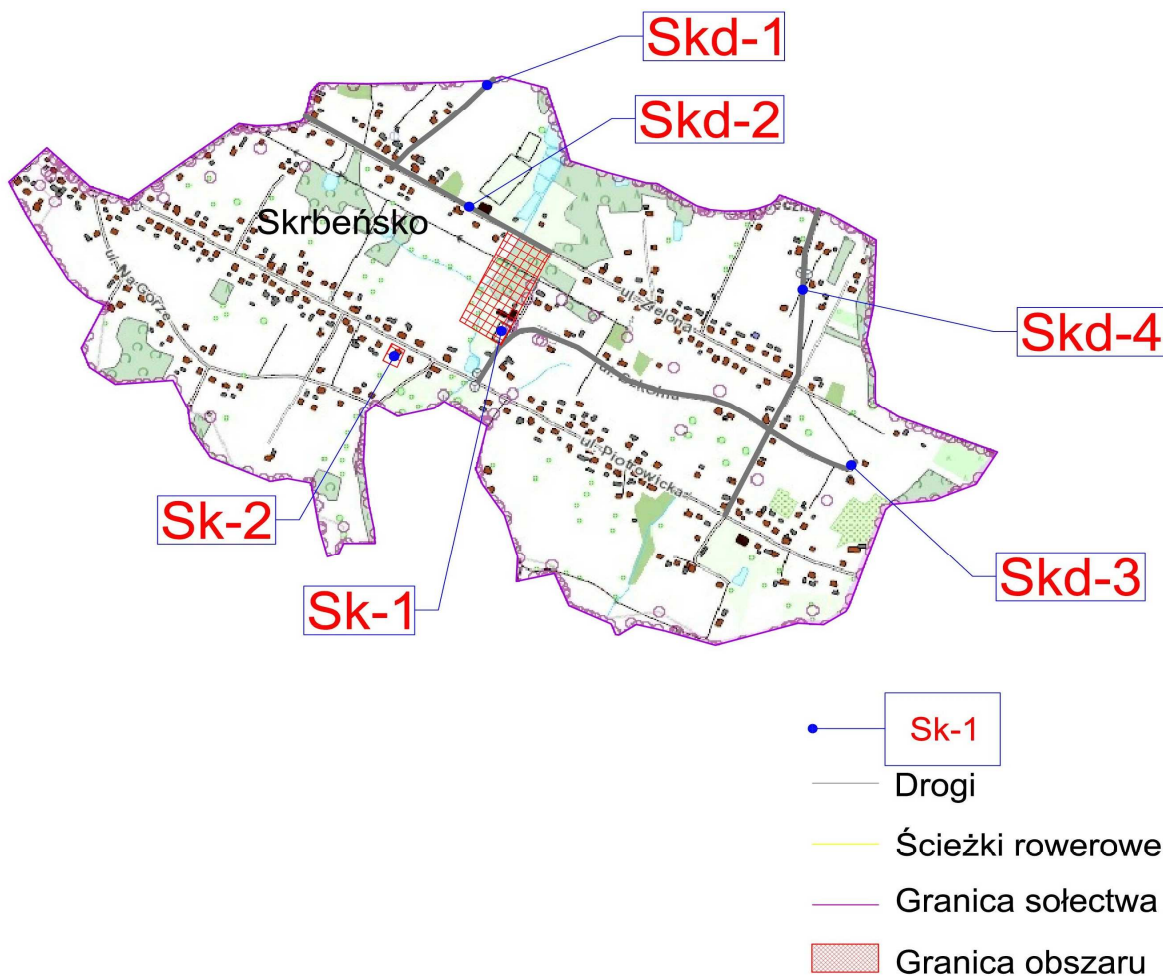 Skd-1
Skd-2
Skrbeńsko
ul. Na Górze
ul. Zielona
Skd-4
ul. Szkolna
ul. Piotrowicka
Sk-2
Skd-3
Sk-1
Sk-1
Drogi
Ścieżki rowerowe
Granica sołectwa
Granica obszaru